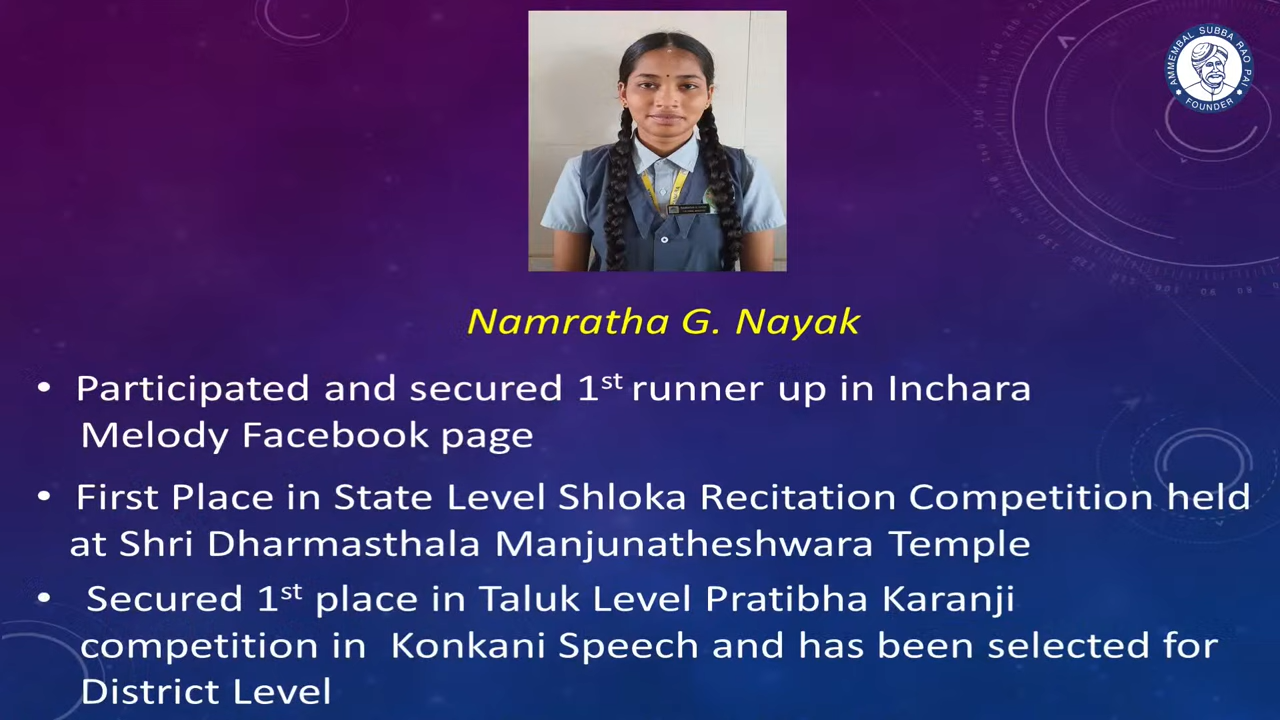 AMMEMBAL SUBBA RAO PAI
FOUNDER
Namratha G. Nayak
• Participated and secured 1st runner up in Inchara
Melody Facebook page
• First Place in State Level Shloka Recitation Competition held
at Shri Dharmasthala Manjunatheshwara Temple
• Secured 1st place in Taluk Level Pratibha Karanji
competition in Konkani Speech and has been selected for
District Level